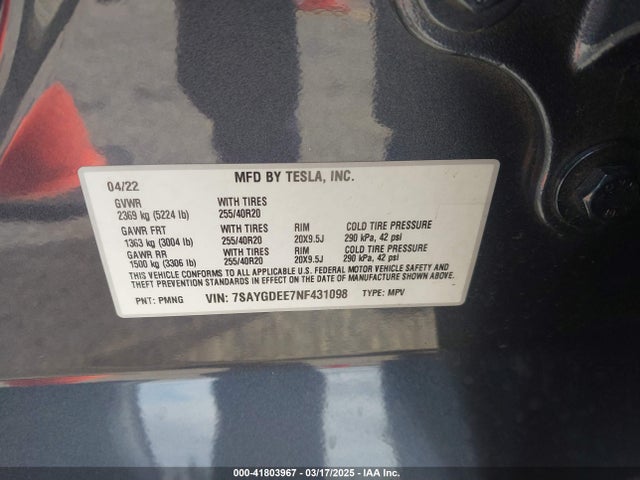 04/22 MFD BY TESLA, INC.
GVWR WITH TIRES
2369 kg (5224 lb) 255/40R20
GAWR FRT WITH TIRES RIM COLD TIRE PRESSURE
1363 kg (3004 lb) 255/40R20 20X9.5J 290 kPa, 42 psi
GAWR RR WITH TIRES RIM COLD TIRE PRESSURE
1500 kg (3306 lb) 255/40R20 20X9.5J 290 kPa, 42 psi
THIS VEHICLE CONFORMS TO ALL APPLICABLE U.S. FEDERAL MOTOR VEHICLE SAFETY AND
THEFT PREVENTION STANDARDS IN EFFECT ON THE DATE OF MANUFACTURE SHOWN ABOVE.
PNT: PMNG VIN: 7SAYGDEE7NF431098 TYPE: MPV
000-41803967 — 03/17/2025 — IAA Inc.